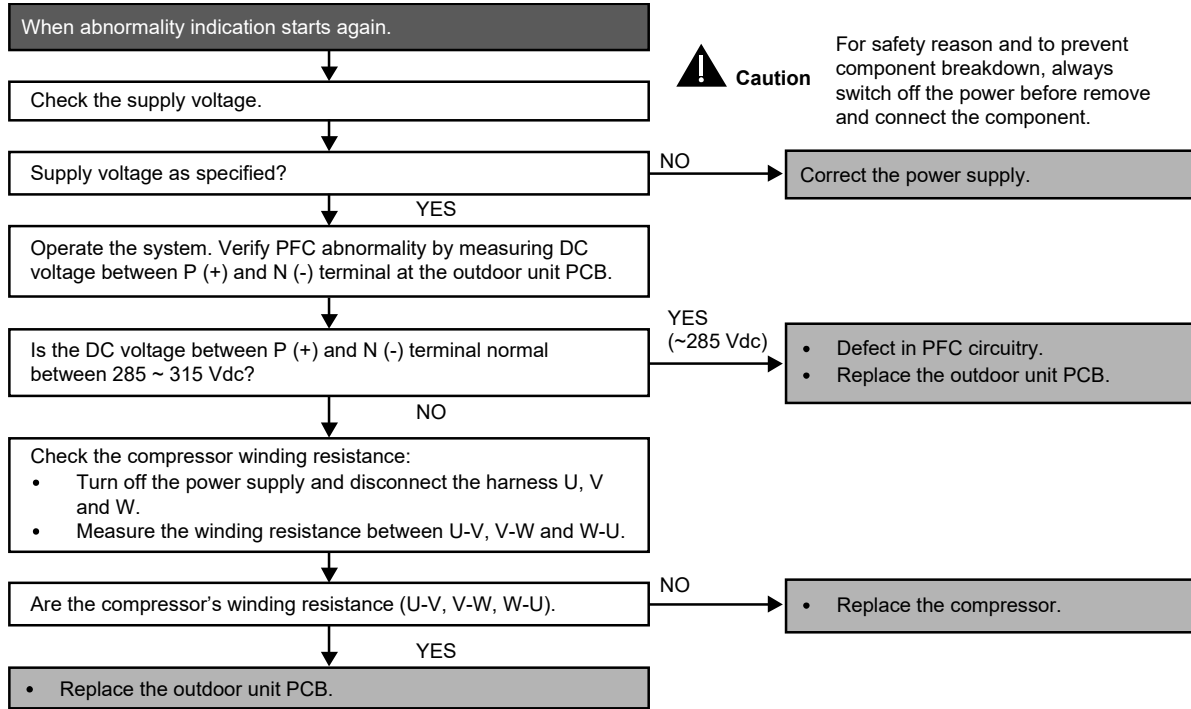 When abnormality indication starts again.
Caution
For safety reason and to prevent
component breakdown, always
switch off the power before remove
and connect the component.
Check the supply voltage.
Supply voltage as specified?
NO
Correct the power supply.
YES
Operate the system. Verify PFC abnormality by measuring DC
voltage between P (+) and N (-) terminal at the outdoor unit PCB.
Is the DC voltage between P (+) and N (-) terminal normal
between 285 ~ 315 Vdc?
YES
(~285 Vdc)
• Defect in PFC circuitry.
• Replace the outdoor unit PCB.
NO
Check the compressor winding resistance:
• Turn off the power supply and disconnect the harness U, V
and W.
• Measure the winding resistance between U-V, V-W and W-U.
Are the compressor’s winding resistance (U-V, V-W, W-U).
NO
• Replace the compressor.
YES
• Replace the outdoor unit PCB.